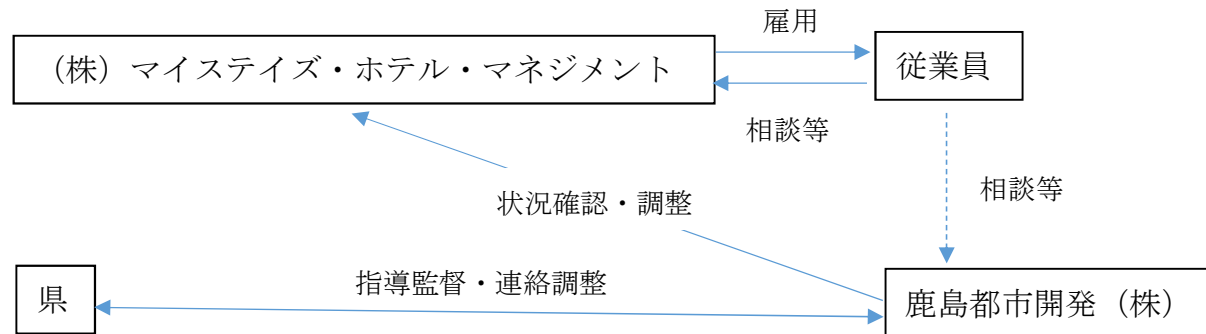 雇用
（株）マイステイズ・ホテル・マネジメント
従業員
相談等
相談等
状況確認・調整
指導監督・連絡調整
県
鹿島都市開発（株）